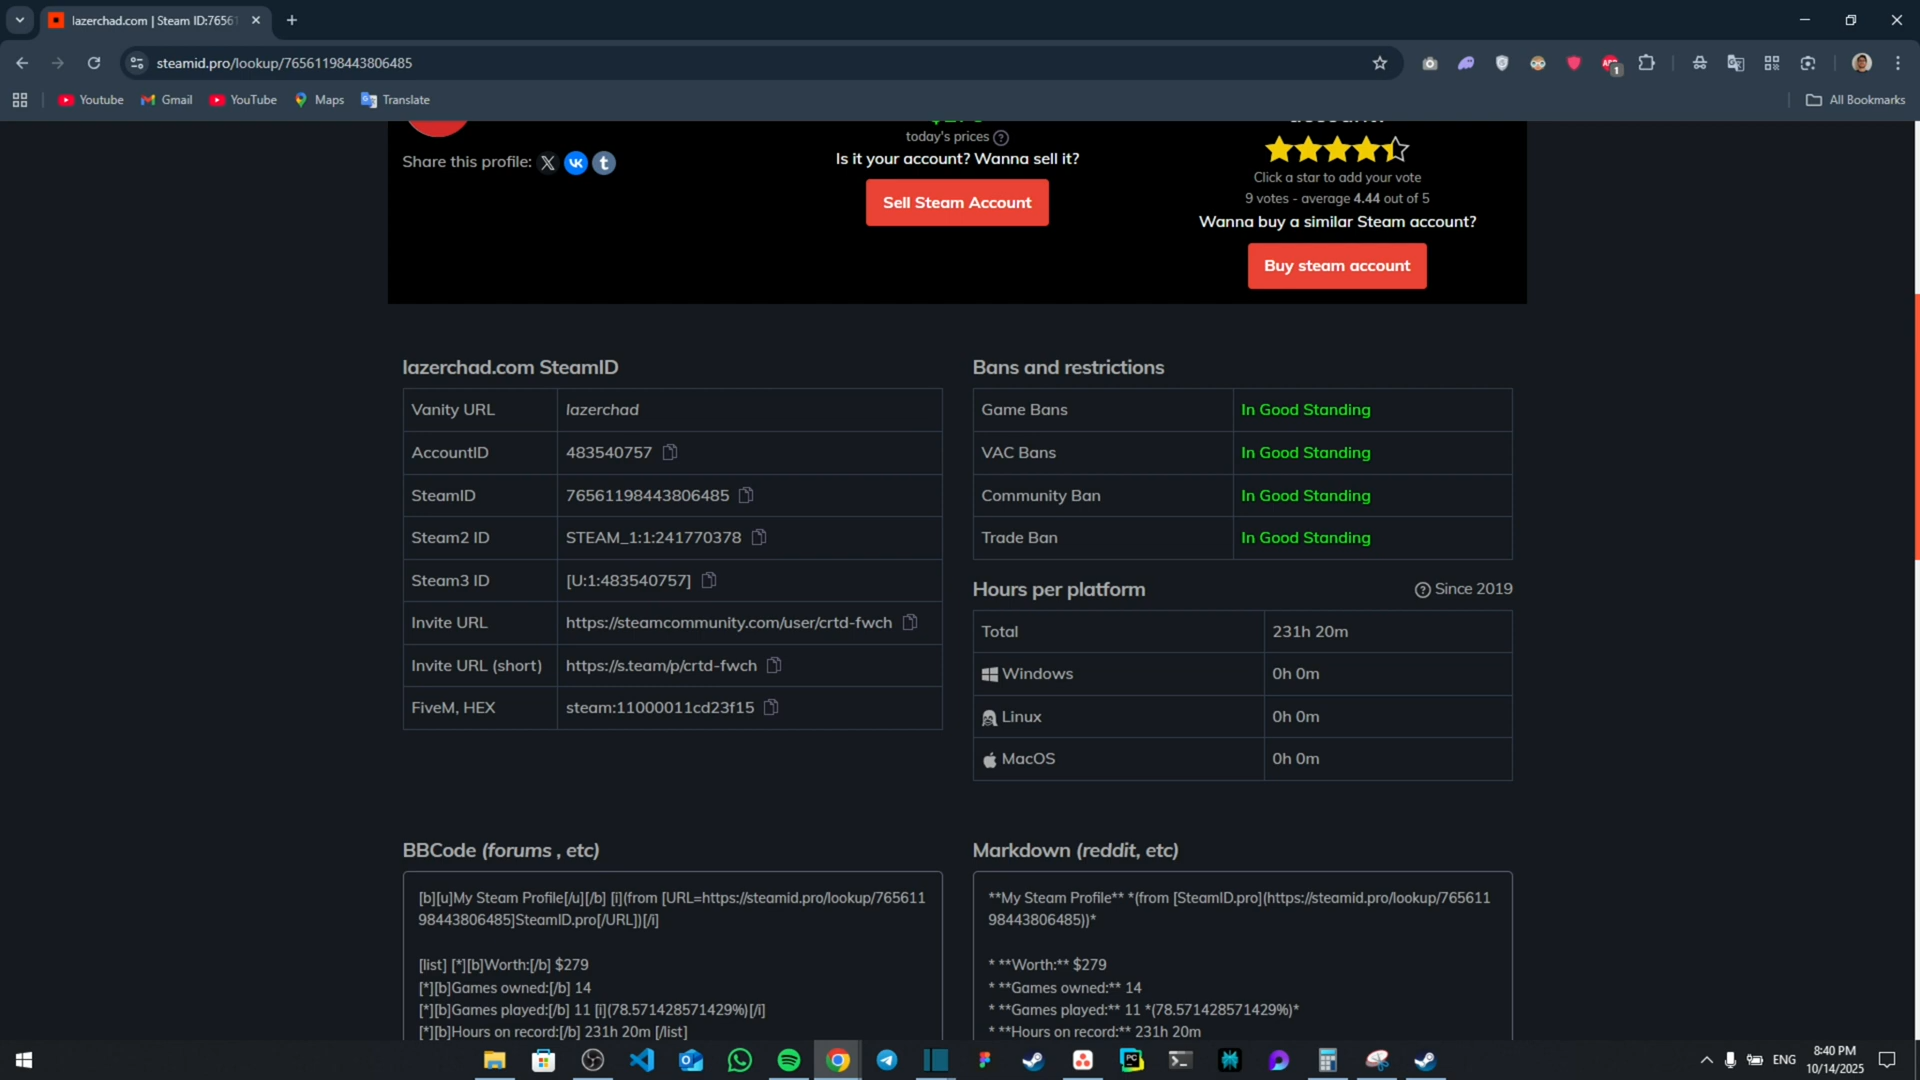 lazerchad.com | Steam ID:7656
steamid.pro/lookup/76561198443806485
1
Youtube
Gmail
YouTube
Maps
Translate
All Bookmarks
Share this profile:
today's prices
Is it your account? Wanna sell it?
Sell Steam Account
Click a star to add your vote
9 votes - average 4.44 out of 5
Wanna buy a similar Steam account?
Buy steam account
lazerchad.com SteamID
Vanity URL lazerchad
AccountID 483540757
SteamID 76561198443806485
Steam2 ID STEAM_1:1:241770378
Steam3 ID [U:1:483540757]
Invite URL https://steamcommunity.com/user/crtd-fwch
Invite URL (short) https://s.team/p/crtd-fwch
FiveM, HEX steam:11000011cd23f15
Bans and restrictions
Game Bans In Good Standing
VAC Bans In Good Standing
Community Ban In Good Standing
Trade Ban In Good Standing
Hours per platform Since 2019
Total 231h 20m
Windows 0h 0m
Linux 0h 0m
MacOS 0h 0m
BBCode (forums , etc)
[b][u]My Steam Profile[/u][/b] [i](from [URL=https://steamid.pro/lookup/765611
98443806485]SteamID.pro[/URL])[/i]
[list] [*][b]Worth:[/b] $279
[*][b]Games owned:[/b] 14
[*][b]Games played:[/b] 11 [i](78.571428571429%)[/i]
[*][b]Hours on record:[/b] 231h 20m [/list]
Markdown (reddit, etc)
**My Steam Profile** *(from [SteamID.pro](https://steamid.pro/lookup/765611
98443806485))*
* **Worth:** $279
* **Games owned:** 14
* **Games played:** 11 *(78.571428571429%)*
* **Hours on record:** 231h 20m
ENG
8:40 PM
10/14/2025